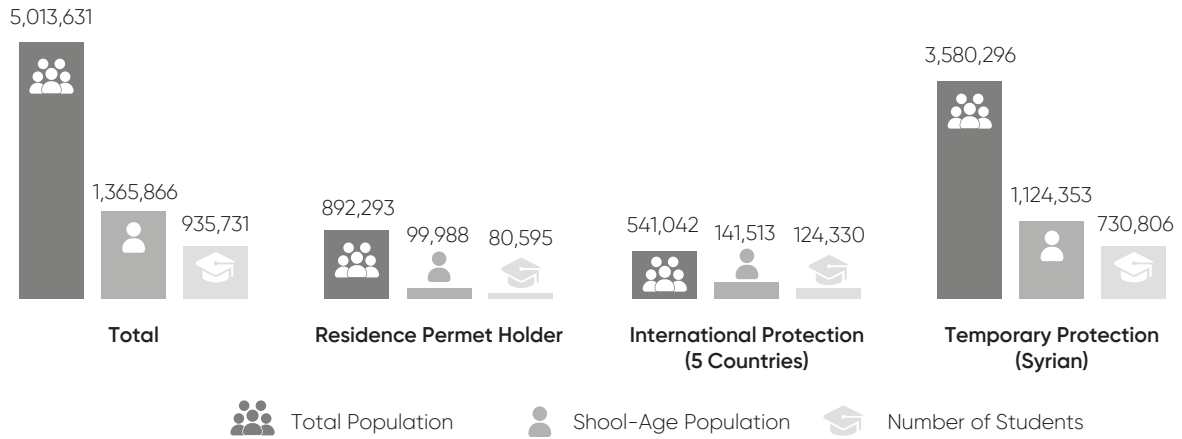 5,013,631
1,365,866
935,731
Total
892,293
99,988
80,595
Residence Permet Holder
541,042
141,513
124,330
International Protection
(5 Countries)
3,580,296
1,124,353
730,806
Temporary Protection
(Syrian)
Total Population
Shool-Age Population
Number of Students